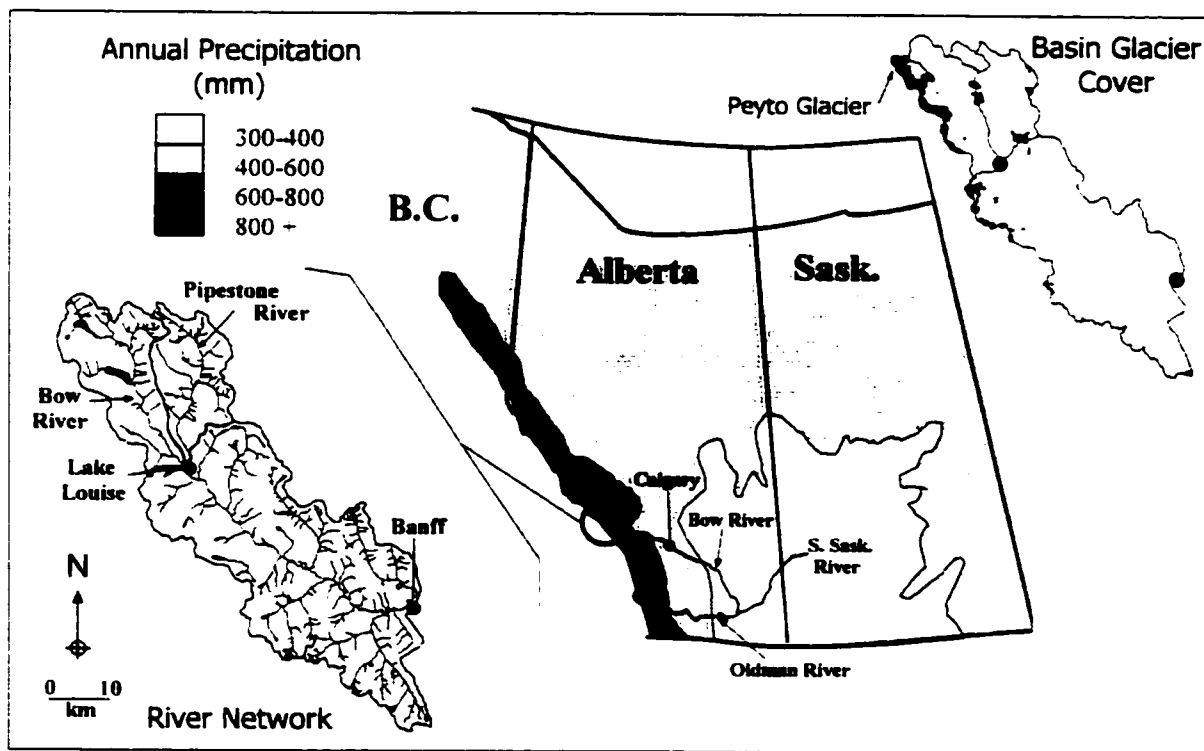 Annual Precipitation
(mm)
300-400
400-600
600-800
800 +
Basin Glacier
Cover
Peyto Glacier
B.C.
Alberta
Sask.
Pipestone
River
Bow
River
Lake
Louise
Banff
Calgary
Bow River
S. Sask.
River
Oldman River
N
0 10
km
River Network